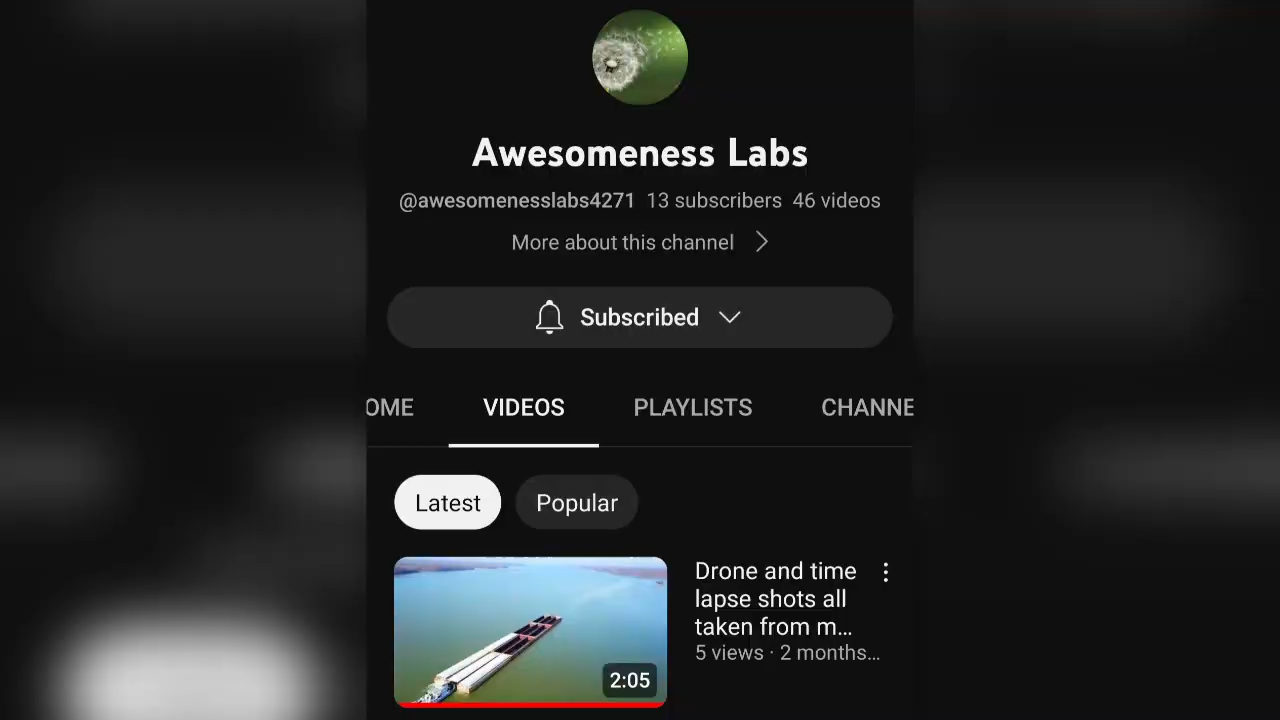 Awesomeness Labs
@awesomenesslabs4271 13 subscribers 46 videos
More about this channel
Subscribed
OME VIDEOS PLAYLISTS CHANNE
Latest Popular
Drone and time
lapse shots all
taken from m...
5 views · 2 months...
2:05